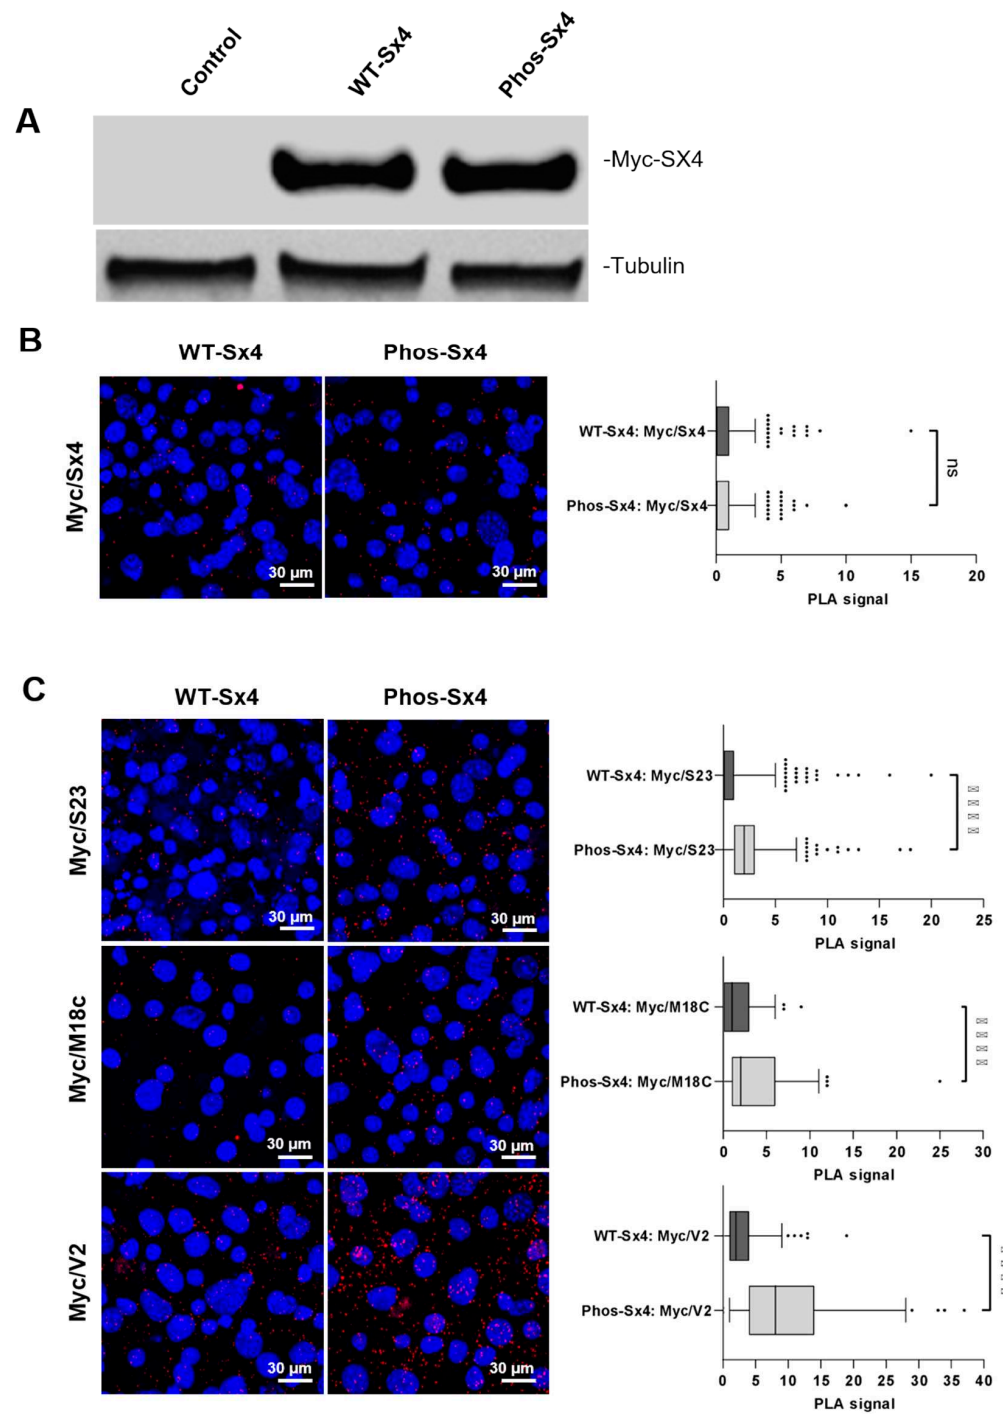 Control
WT-Sx4
Phos-Sx4
A
-Myc-SX4
-Tubulin
B
WT-Sx4
Phos-Sx4
Myc/Sx4
30 µm
30 µm
WT-Sx4: Myc/Sx4
Phos-Sx4: Myc/Sx4
ns
0 5 10 15 20
PLA signal
C
WT-Sx4
Phos-Sx4
Myc/S23
30 µm
30 µm
WT-Sx4: Myc/S23
Phos-Sx4: Myc/S23
0 5 10 15 20 25
PLA signal
Myc/M18c
30 µm
30 µm
WT-Sx4: Myc/M18C
Phos-Sx4: Myc/M18C
0 5 10 15 20 25 30
PLA signal
Myc/V2
30 µm
30 µm
WT-Sx4: Myc/V2
Phos-Sx4: Myc/V2
0 5 10 15 20 25 30 35 40
PLA signal